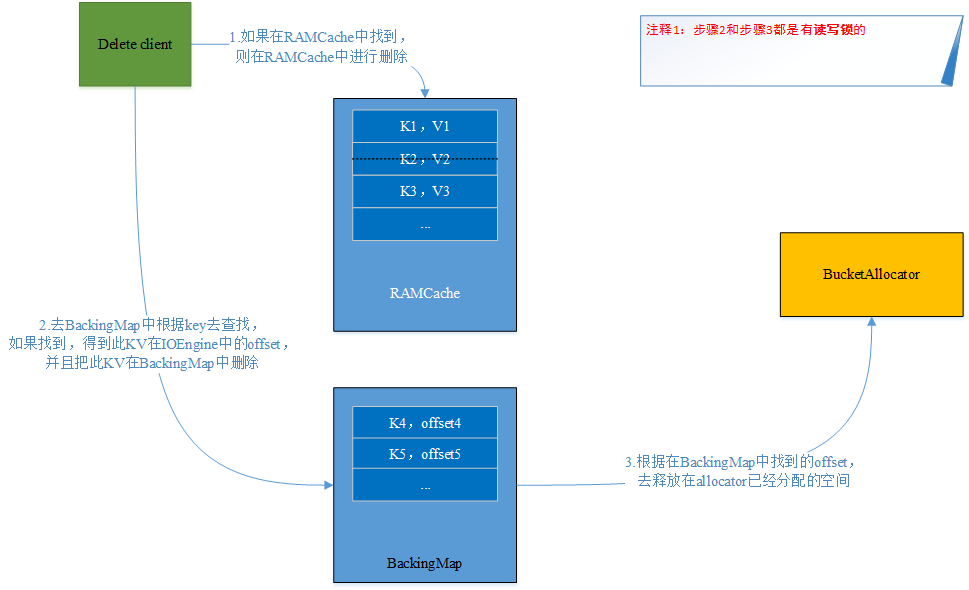 Delete client
1.如果在RAMCache中找到，
则在RAMCache中进行删除
注释1：步骤2和步骤3都是有读写锁的
K1，V1
K2，V2
K3，V3
...
RAMCache
BucketAllocator
2.去BackingMap中根据key去查找，
如果找到，得到此KV在IOEngine中的offset，
并且把此KV在BackingMap中删除
K4，offset4
K5，offset5
...
BackingMap
3.根据在BackingMap中找到的offset，
去释放在allocator已经分配的空间